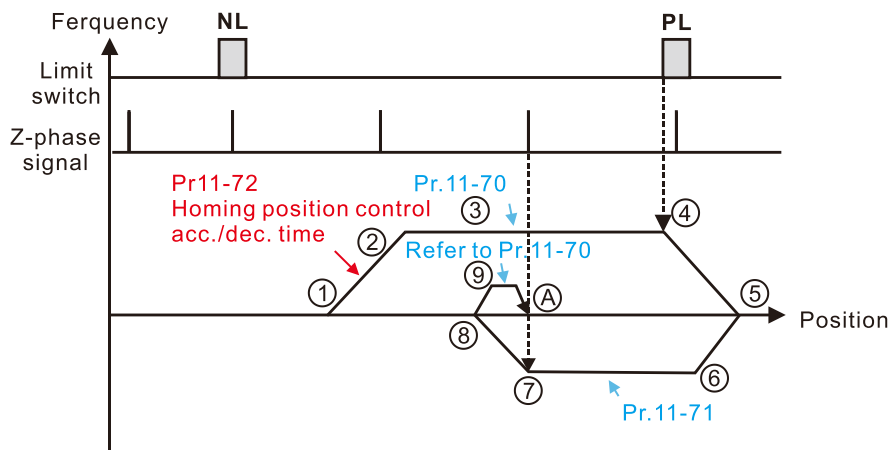 Ferquency
NL
PL
Limit
switch
Z-phase
signal
Pr11-72
Homing position control
acc./dec. time
Pr.11-70
③
④
②
Refer to Pr.11-70
⑨
①
Ⓐ
⑤
Position
⑧
⑦
⑥
Pr.11-71